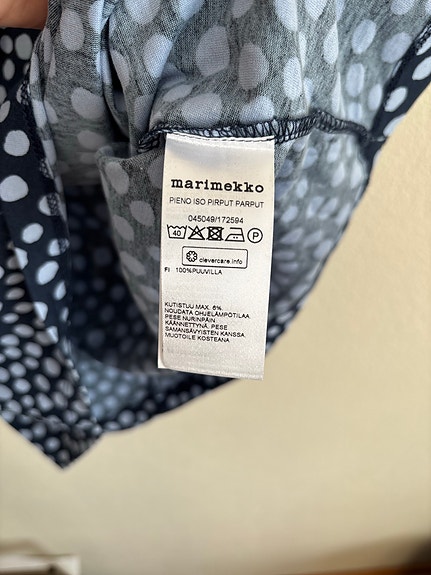 marimekko
PIENO ISO PIRPUT PARPUT
045049/172594
40 P
clevercare.info
FI 100%PUUVILLA
KUTISTUU MAX. 6%.
NOUDATA OHJELÄMPÖTILAA.
PESE NURINPÄIN
KÄÄNNETTYNÄ. PESE
SAMANSÄVYISTEN KANSSA.
MUOTOILE KOSTEANA